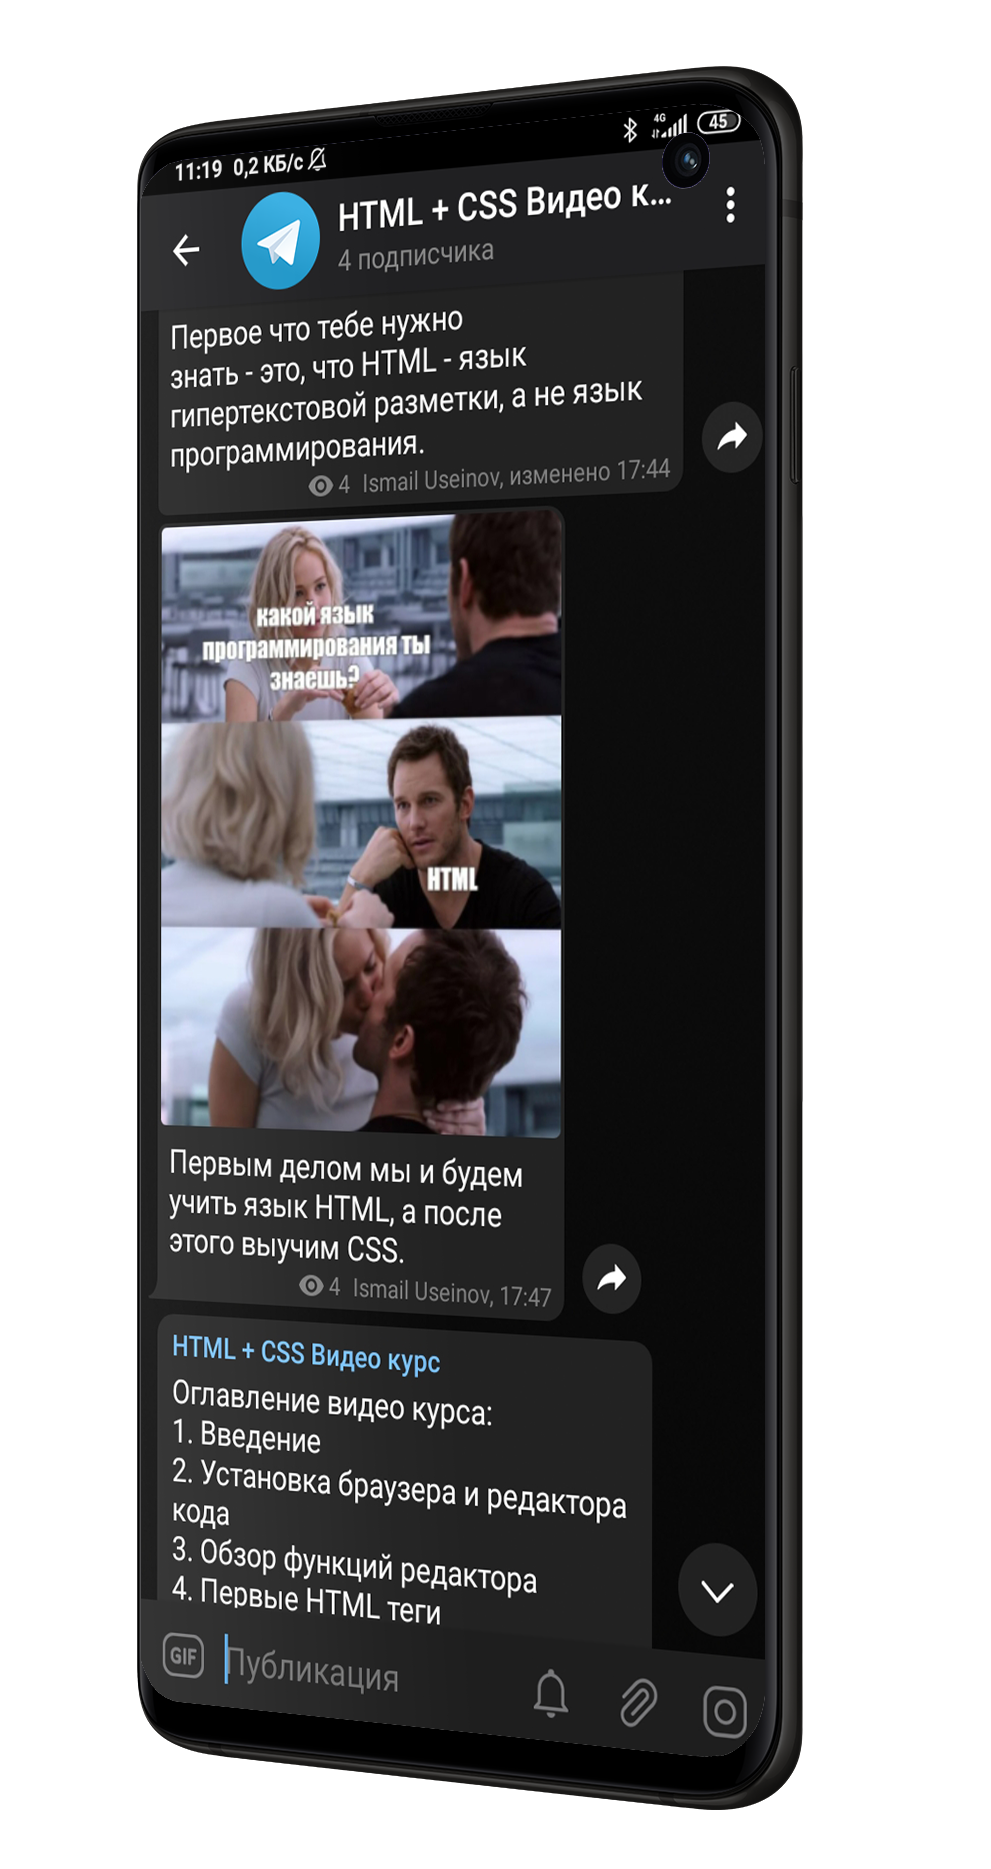 11:19 0,2 КБ/с
4G
45
HTML + CSS Видео к...
4 подписчика
Первое что тебе нужно
знать - это, что HTML - язык
гипертекстовой разметки, а не язык
программирования.
4 Ismail Useinov, изменено 17:44
какой язык
программирования ты
знаешь?
HTML
Первым делом мы и будем
учить язык HTML, а после
этого выучим CSS.
4 Ismail Useinov, 17:47
HTML + CSS Видео курс
Оглавление видео курса:
1. Введение
2. Установка браузера и редактора
кода
3. Обзор функций редактора
4. Первые HTML теги
GIF
Публикация